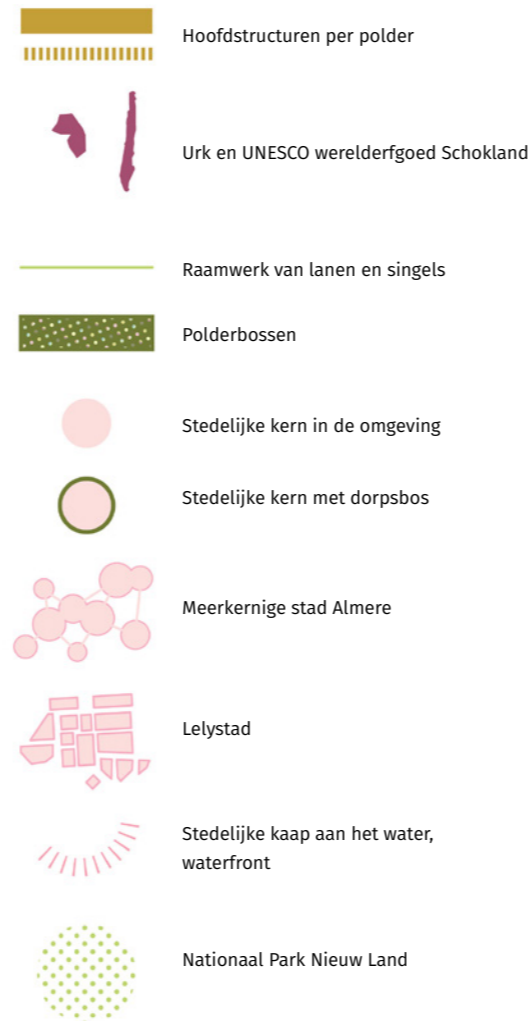 Hoofdstructuren per polder
Urk en UNESCO werelderfgoed Schokland
Raamwerk van lanen en singels
Polderbossen
Stedelijke kern in de omgeving
Stedelijke kern met dorpsbos
Meerkernige stad Almere
Lelystad
Stedelijke kaap aan het water,
waterfront
Nationaal Park Nieuw Land